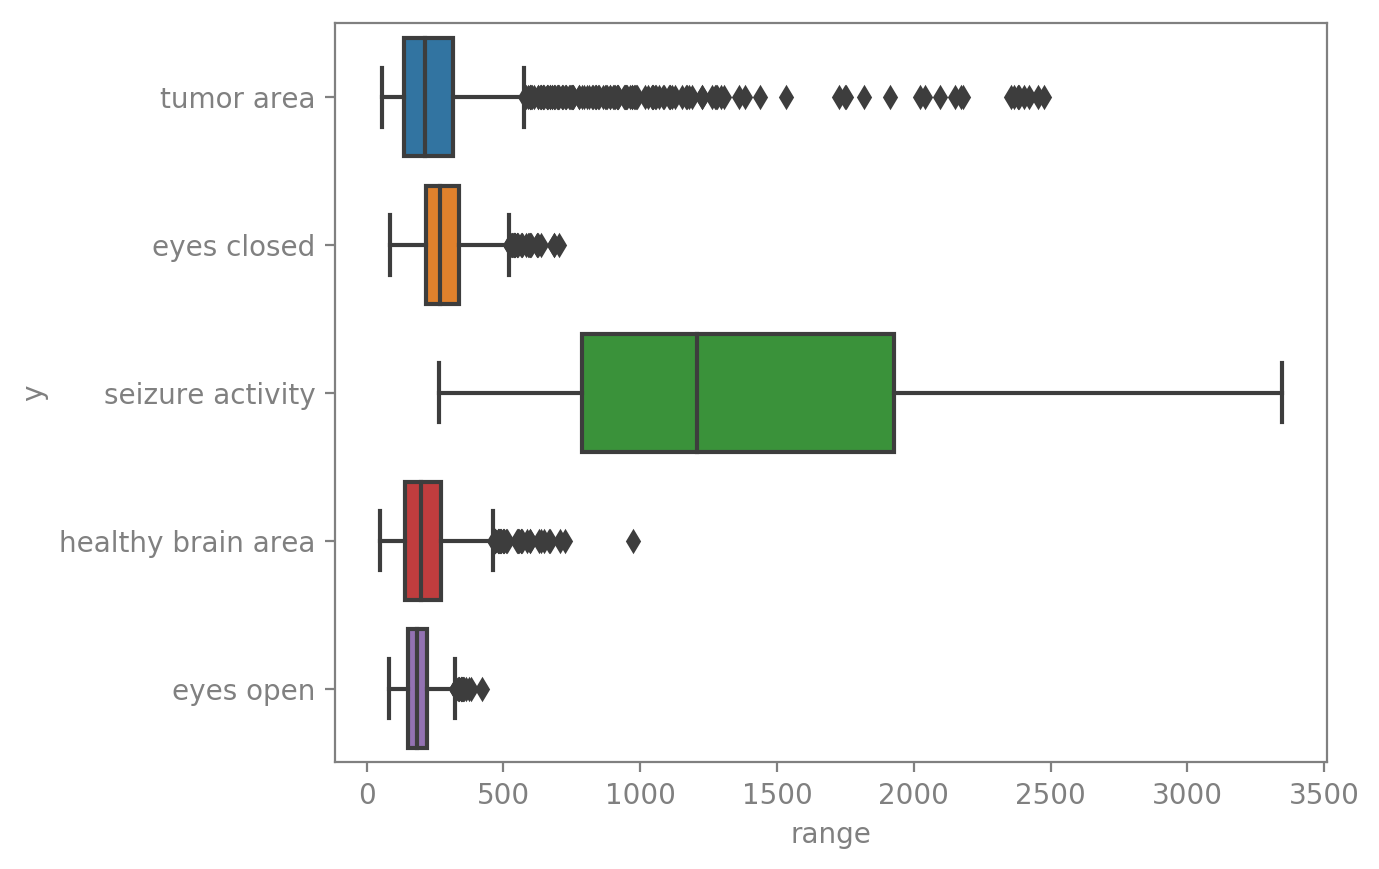 tumor area
eyes closed
seizure activity
healthy brain area
eyes open
y
0 500 1000 1500 2000 2500 3000 3500
range